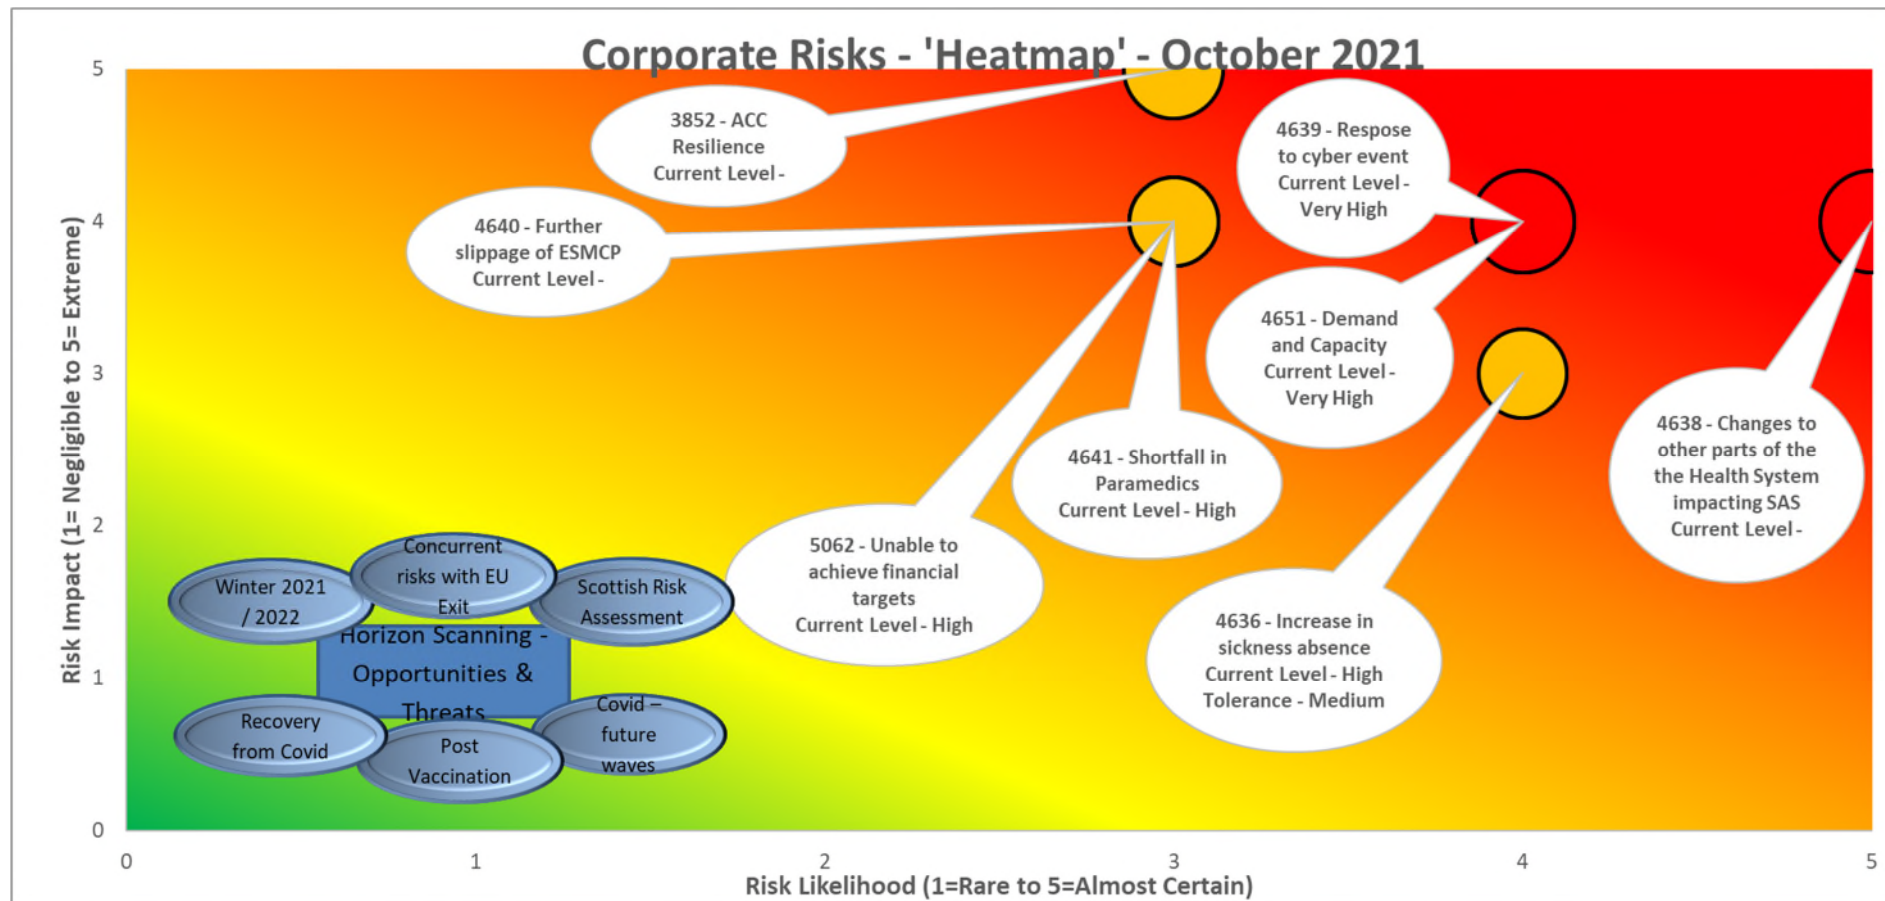 Corporate Risks - 'Heatmap' - October 2021
Risk Impact (1= Negligible to 5= Extreme)
5
4
3
2
1
0
3852 - ACC
Resilience
Current Level -
4640 - Further
slippage of ESMCP
Current Level -
4639 - Respose
to cyber event
Current Level -
Very High
4651 - Demand
and Capacity
Current Level -
Very High
4641 - Shortfall in
Paramedics
Current Level - High
5062 - Unable to
achieve financial
targets
Current Level - High
4636 - Increase in
sickness absence
Current Level - High
Tolerance - Medium
4638 - Changes to
other parts of the
the Health System
impacting SAS
Current Level -
Winter 2021
/ 2022
Concurrent
risks with EU
Exit
Scottish Risk
Assessment
Horizon Scanning -
Opportunities &
Threats
Recovery
from Covid
Post
Vaccination
Covid –
future
waves
0
1
2
3
4
5
Risk Likelihood (1=Rare to 5=Almost Certain)